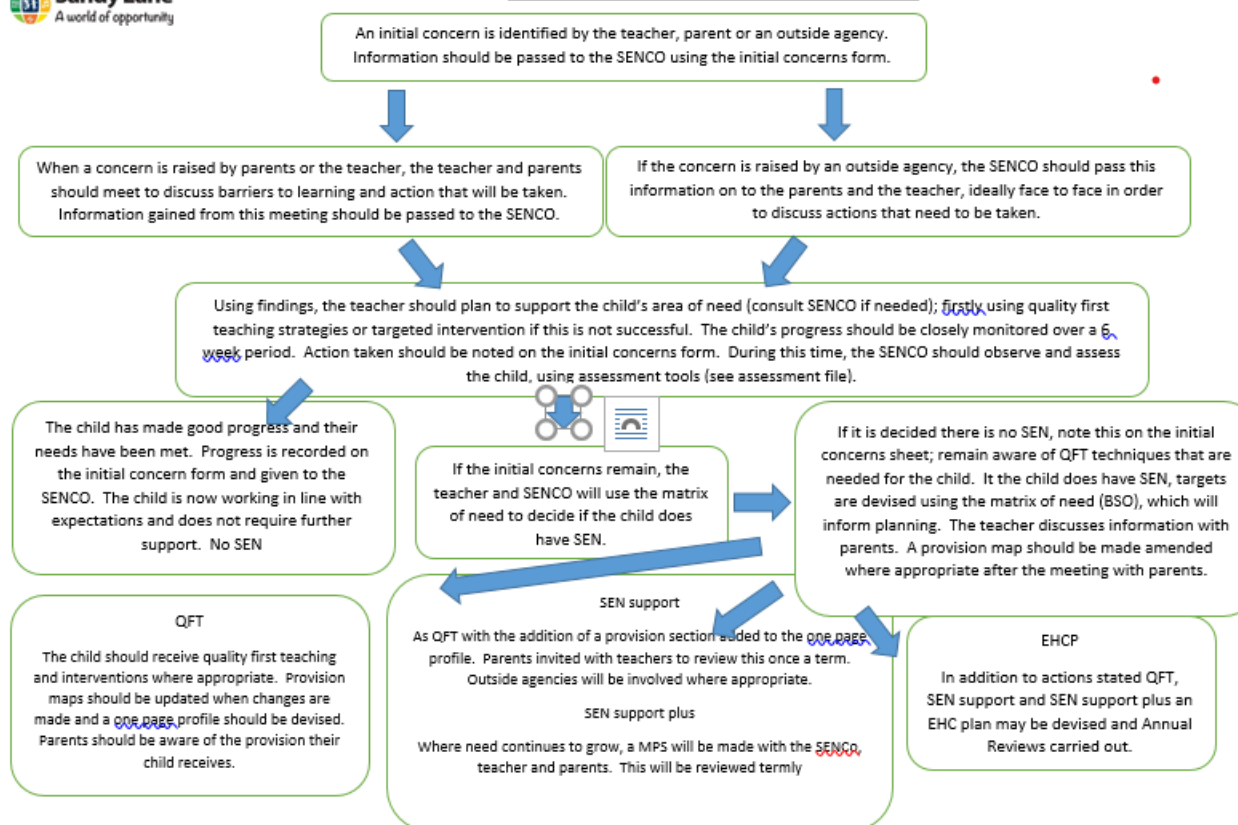 Sandy Lane
A world of opportunity
An initial concern is identified by the teacher, parent or an outside agency.
Information should be passed to the SENCO using the initial concerns form.
When a concern is raised by parents or the teacher, the teacher and parents
should meet to discuss barriers to learning and action that will be taken.
Information gained from this meeting should be passed to the SENCO.
If the concern is raised by an outside agency, the SENCO should pass this
information on to the parents and the teacher, ideally face to face in order
to discuss actions that need to be taken.
Using findings, the teacher should plan to support the child's area of need (consult SENCO if needed); firstly using quality first
teaching strategies or targeted intervention if this is not successful. The child's progress should be closely monitored over a 6
week period. Action taken should be noted on the initial concerns form. During this time, the SENCO should observe and assess
the child, using assessment tools (see assessment file).
The child has made good progress and their
needs have been met. Progress is recorded on
the initial concern form and given to the
SENCO. The child is now working in line with
expectations and does not require further
support. No SEN
If the initial concerns remain, the
teacher and SENCO will use the matrix
of need to decide if the child does
have SEN.
If it is decided there is no SEN, note this on the initial
concerns sheet; remain aware of QFT techniques that are
needed for the child. It the child does have SEN, targets
are devised using the matrix of need (BSO), which will
inform planning. The teacher discusses information with
parents. A provision map should be made amended
where appropriate after the meeting with parents.
QFT
The child should receive quality first teaching
and interventions where appropriate. Provision
maps should be updated when changes are
made and a one page profile should be devised.
Parents should be aware of the provision their
child receives.
SEN support
As QFT with the addition of a provision section added to the one page
profile. Parents invited with teachers to review this once a term.
Outside agencies will be involved where appropriate.
SEN support plus
Where need continues to grow, a MPS will be made with the SENCo,
teacher and parents. This will be reviewed termly
EHCP
In addition to actions stated QFT,
SEN support and SEN support plus an
EHC plan may be devised and Annual
Reviews carried out.